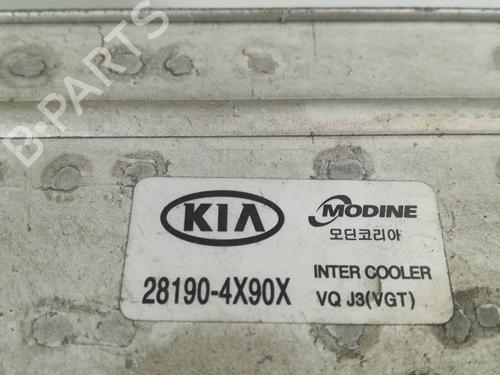 B-PARTS
KIA
MODINE
모딘코리아
28190-4X90X
INTER COOLER
VQ J3(VGT)